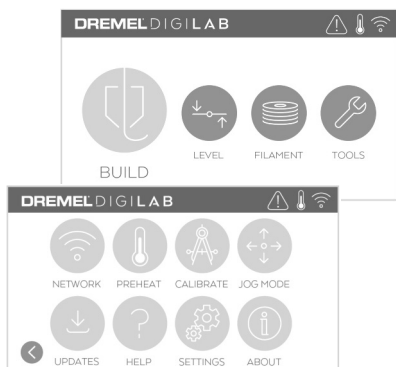 DREMEL DIGILAB
BUILD
LEVEL
FILAMENT
TOOLS
DREMEL DIGILAB
NETWORK PREHEAT CALIBRATE JOG MODE
UPDATES HELP SETTINGS ABOUT